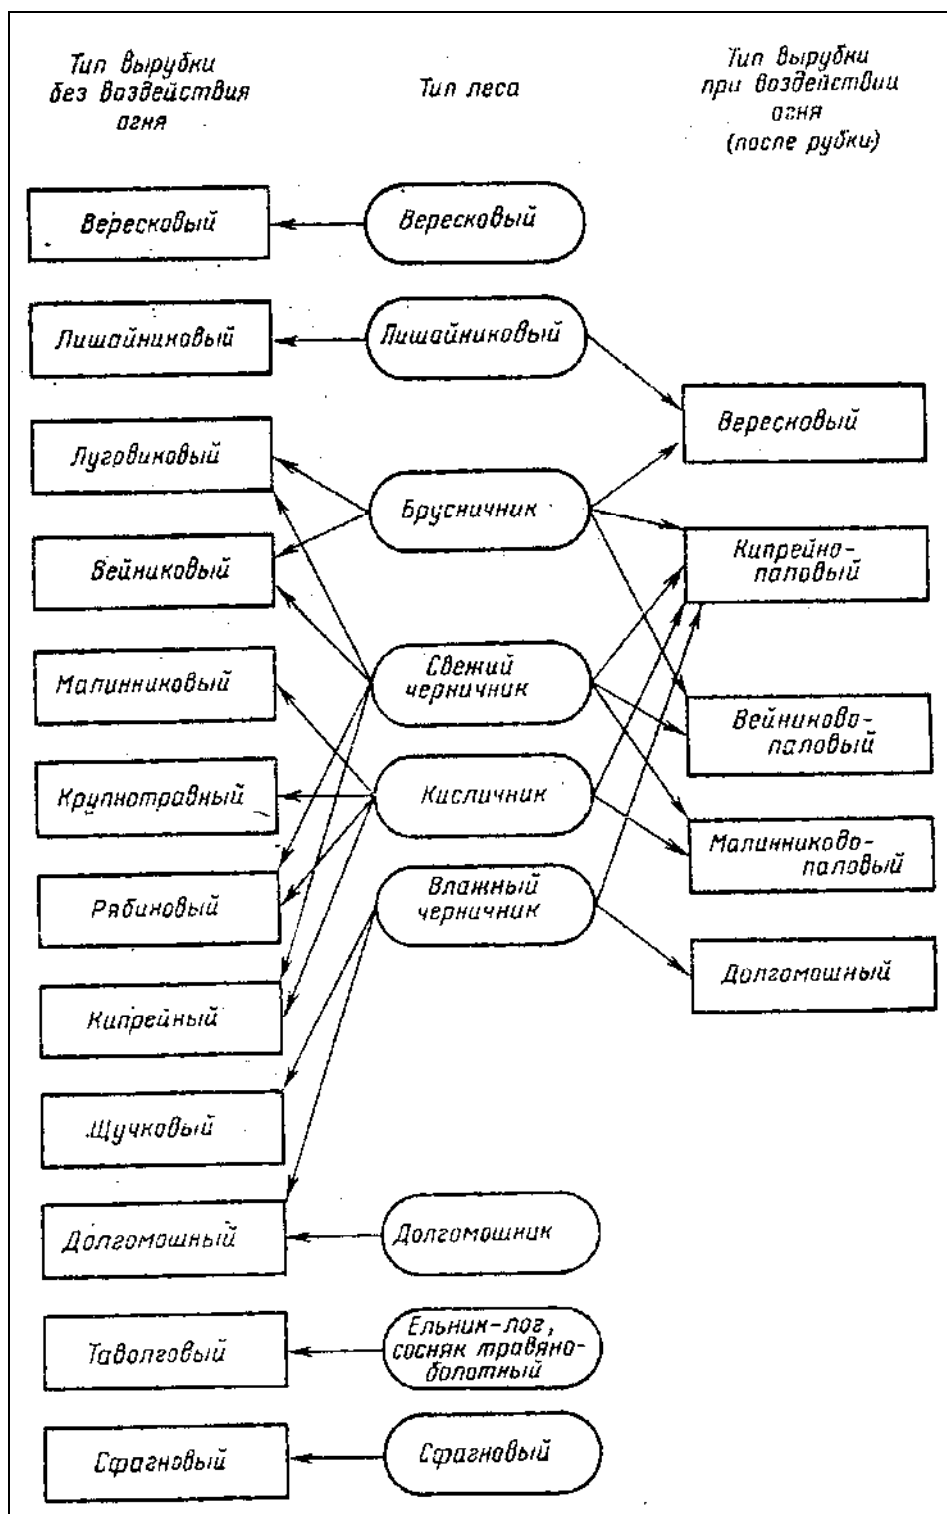 Тип вырубки
без воздействия
огня
Тип леса
Тип вырубки
при воздействии
огня
(после рубки)
Вересковый
Вересковый
Лишайниковый
Лишайниковый
Вересковый
Луговиковый
Брусничник
Вейниковый
Кипрейно-
паловый
Малинниковый
Свежий
черничник
Вейниково-
паловый
Крупнотравный
Кисличник
Малинниково-
паловый
Рябиновый
Влажный
черничник
Долгомошный
Кипрейный
Щучковый
Долгомошный
Долгомошник
Таволговый
Ельник-лог,
сосняк травяно-
болотный
Сфагновый
Сфагновый